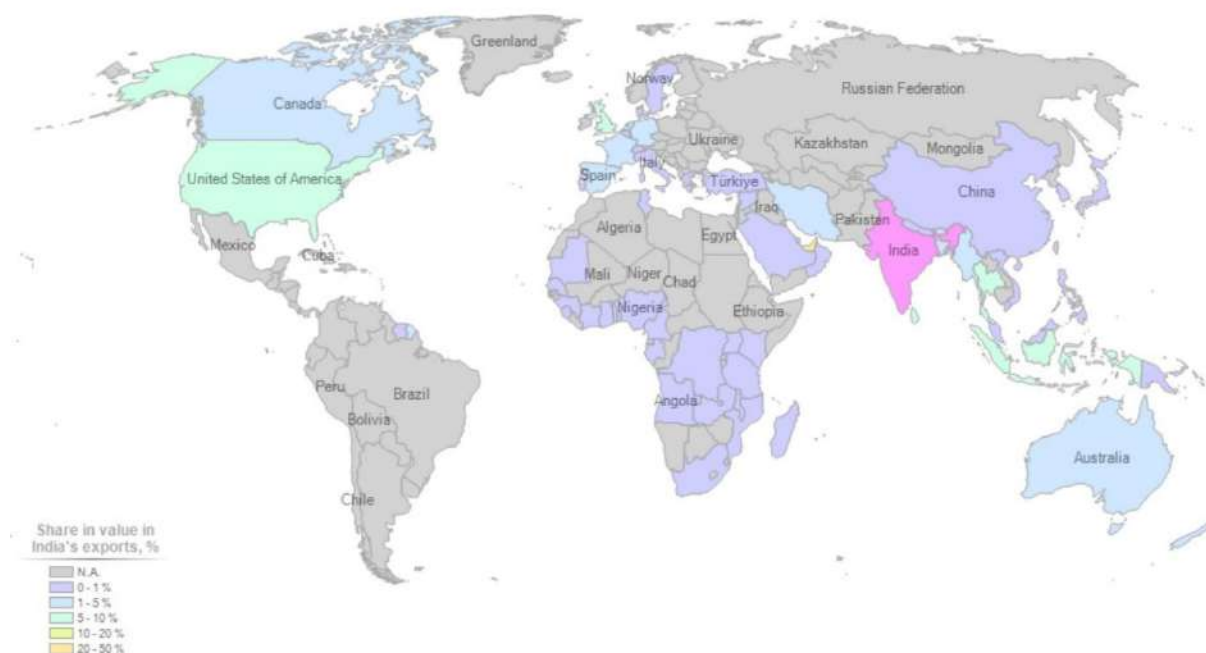 Greenland
Norway
Russian Federation
Canada
Ukraine
Kazakhstan
Mongolia
Italy
United States of America
Spain
Türkiye
China
Iraq
Pakistan
Algeria
Egypt
Mexico
India
Cuba
Mali
Niger
Chad
Nigeria
Ethiopia
Peru
Brazil
Angola
Bolivia
Australia
Chile
Share in value in
India's exports, %
N.A.
0 - 1 %
1 - 5 %
5 - 10 %
10 - 20 %
20 - 50 %